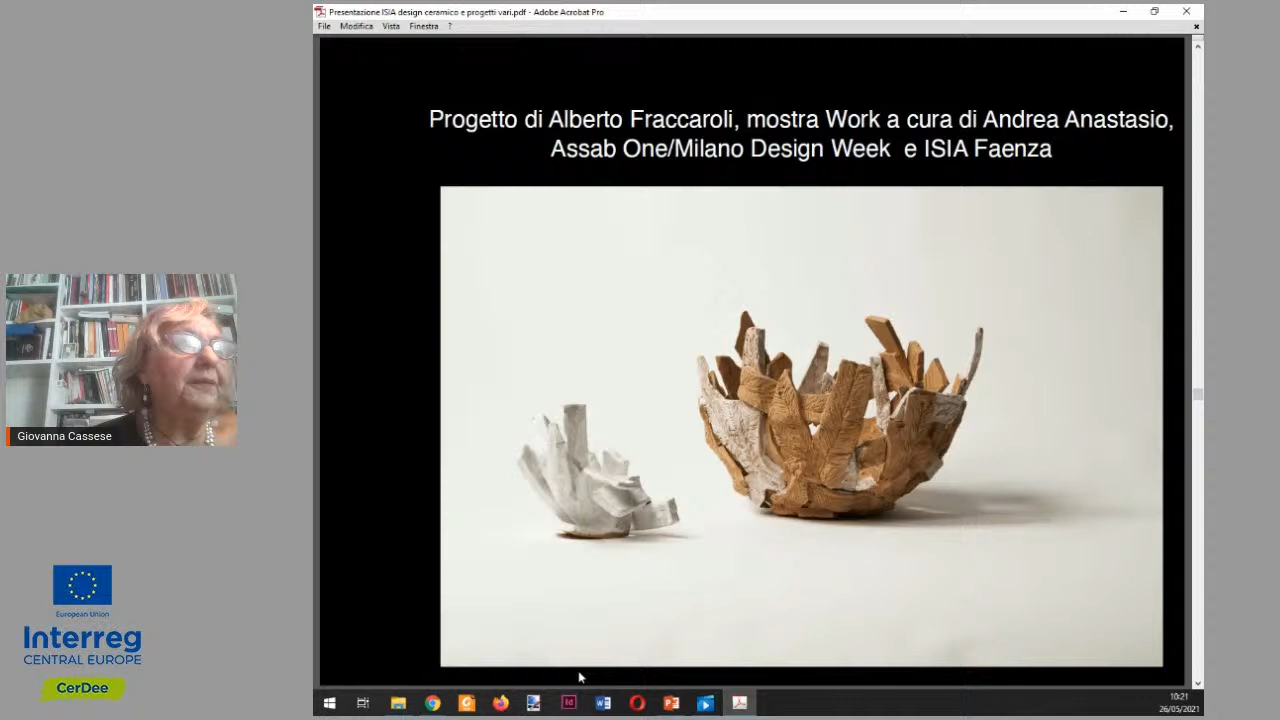 Presentazione ISIA design ceramico e progetti vari.pdf - Adobe Acrobat Pro
File Modifica Vista Finestra ?
Progetto di Alberto Fraccaroli, mostra Work a cura di Andrea Anastasio,
Assab One/Milano Design Week e ISIA Faenza
Giovanna Cassese
European Union
Interreg
CENTRAL EUROPE
CerDee
Id
10:21
26/05/2021